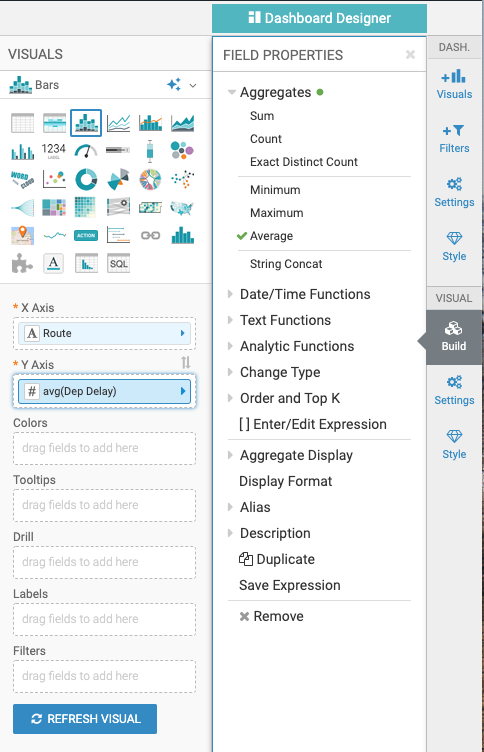 Dashboard Designer
VISUALS
Bars
1234
LABEL
WORD
CLOUD
ACTION
A
SQL
* X Axis
A Route
* Y Axis
# avg(Dep Delay)
Colors
drag fields to add here
Tooltips
drag fields to add here
Drill
drag fields to add here
Labels
drag fields to add here
Filters
drag fields to add here
REFRESH VISUAL
FIELD PROPERTIES
Aggregates
Sum
Count
Exact Distinct Count
Minimum
Maximum
Average
String Concat
Date/Time Functions
Text Functions
Analytic Functions
Change Type
Order and Top K
[ ] Enter/Edit Expression
Aggregate Display
Display Format
Alias
Description
Duplicate
Save Expression
Remove
DASH.
Visuals
Filters
Settings
Style
VISUAL
Build
Settings
Style